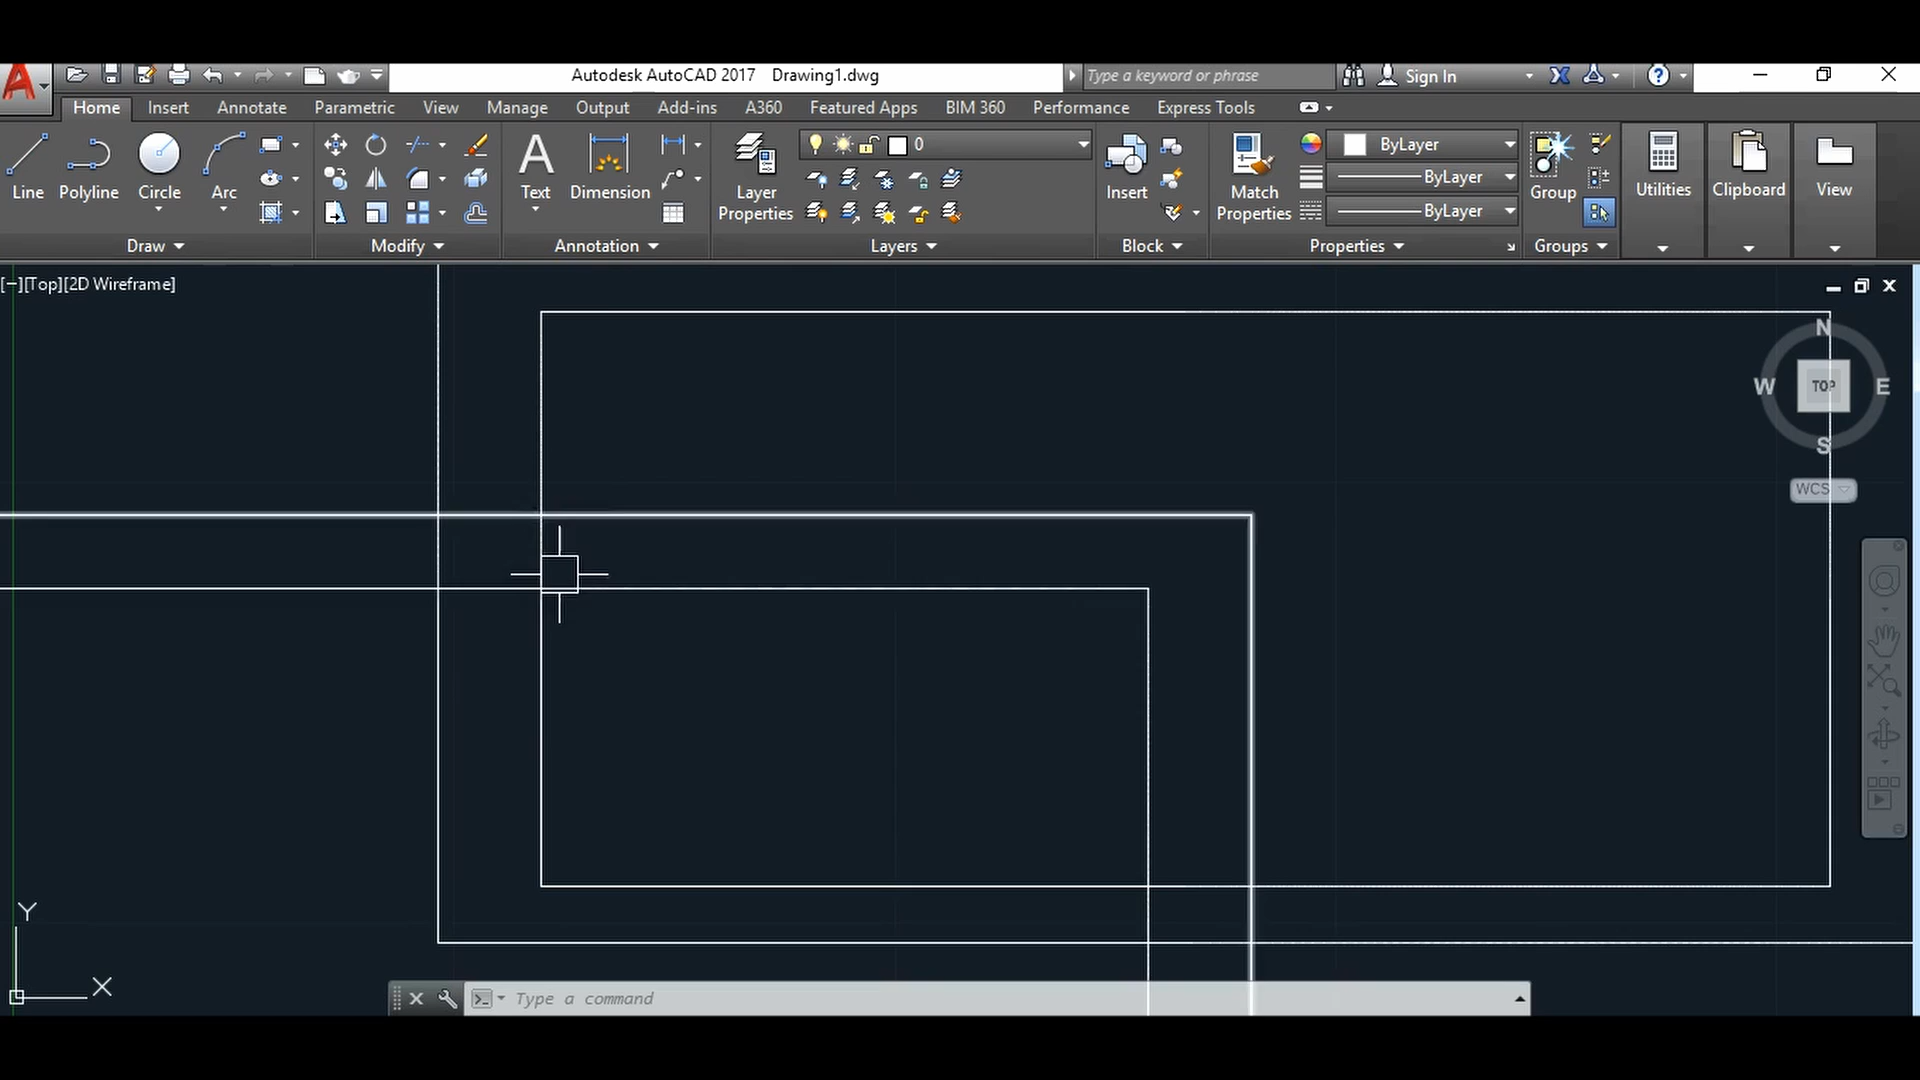 Autodesk AutoCAD 2017 Drawing1.dwg
Type a keyword or phrase
Sign In
Home Insert Annotate Parametric View Manage Output Add-ins A360 Featured Apps BIM 360 Performance Express Tools
Line Polyline Circle Arc
Text Dimension
Layer Properties
0
Insert
Match Properties
ByLayer
ByLayer
ByLayer
Group
Utilities Clipboard View
Draw Modify Annotation Layers Block Properties Groups
[−][Top][2D Wireframe]
N
W TOP E
S
WCS
Y
X
Type a command